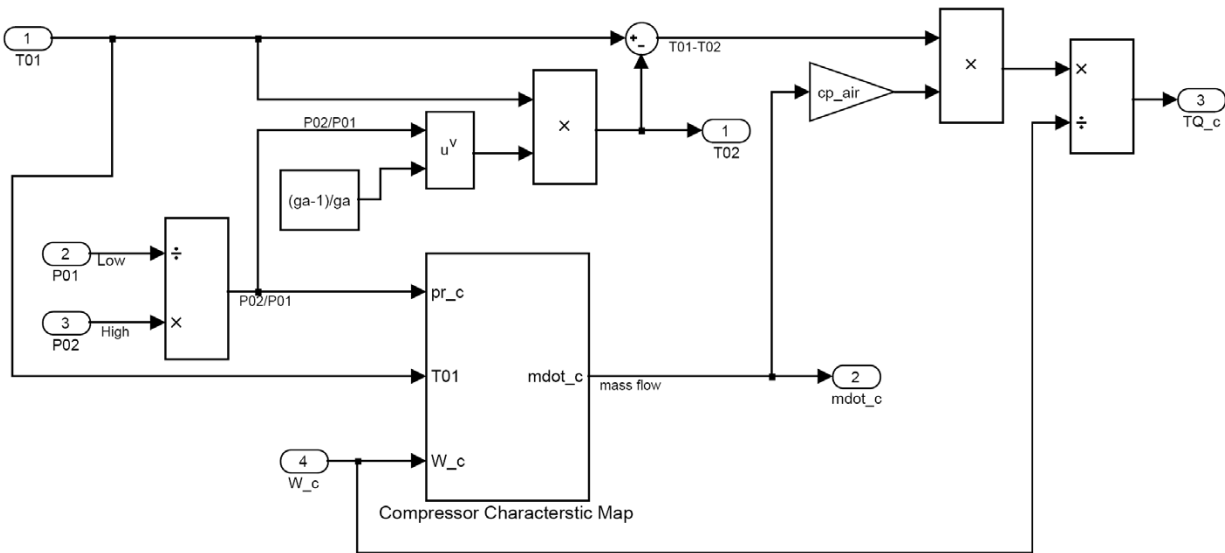 1
T01
+
-
T01-T02
×
cp_air
×
÷
3
TQ_c
P02/P01
u^v
×
1
T02
(ga-1)/ga
2
P01
Low
÷
3
P02
High
×
P02/P01
pr_c
T01
mdot_c
mass flow
2
mdot_c
4
W_c
W_c
Compressor Characterstic Map